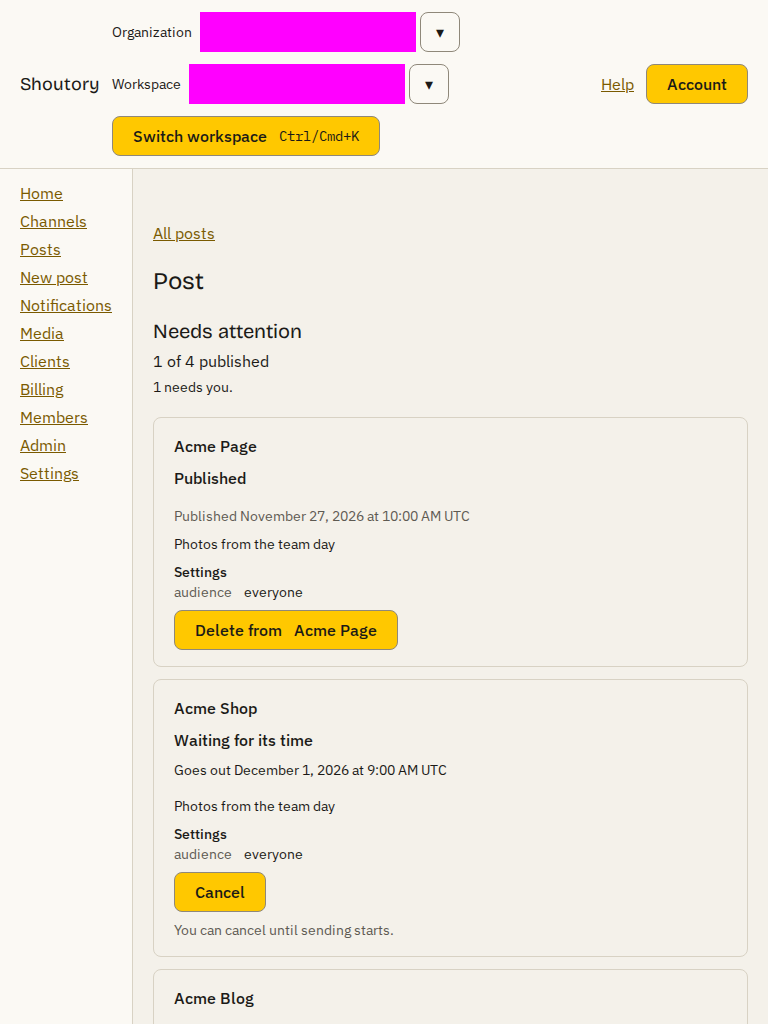 Organization ▼
Shoutory Workspace ▼ Help Account
Switch workspace Ctrl/Cmd+K
Home
Channels
Posts
New post
Notifications
Media
Clients
Billing
Members
Admin
Settings
All posts
Post
Needs attention
1 of 4 published
1 needs you.
Acme Page
Published
Published November 27, 2026 at 10:00 AM UTC
Photos from the team day
Settings
audience everyone
Delete from Acme Page
Acme Shop
Waiting for its time
Goes out December 1, 2026 at 9:00 AM UTC
Photos from the team day
Settings
audience everyone
Cancel
You can cancel until sending starts.
Acme Blog